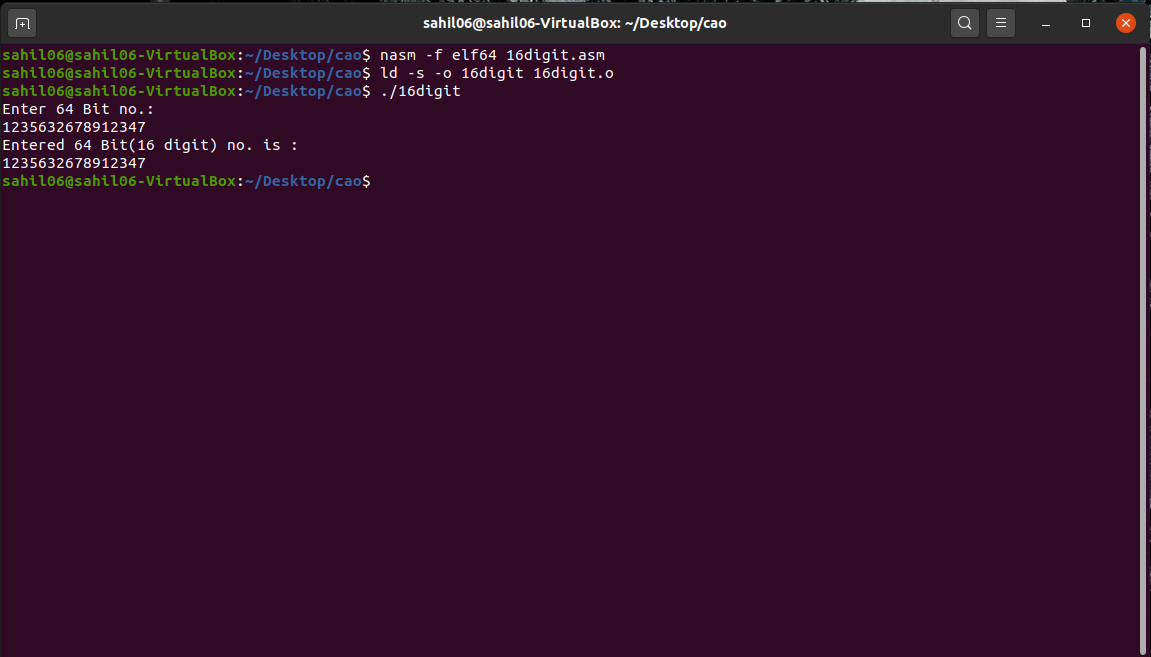 sahil06@sahil06-VirtualBox: ~/Desktop/cao
sahil06@sahil06-VirtualBox:~/Desktop/cao$ nasm -f elf64 16digit.asm
sahil06@sahil06-VirtualBox:~/Desktop/cao$ ld -s -o 16digit 16digit.o
sahil06@sahil06-VirtualBox:~/Desktop/cao$ ./16digit
Enter 64 Bit no.:
1235632678912347
Entered 64 Bit(16 digit) no. is :
1235632678912347
sahil06@sahil06-VirtualBox:~/Desktop/cao$